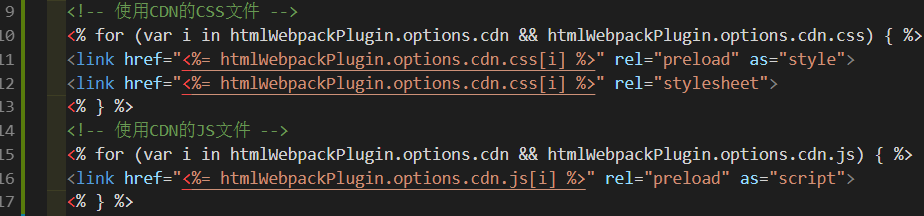 9 <!-- 使用CDN的CSS文件 -->
10 <% for (var i in htmlWebpackPlugin.options.cdn && htmlWebpackPlugin.options.cdn.css) { %>
11 <link href="<%= htmlWebpackPlugin.options.cdn.css[i] %>" rel="preload" as="style">
12 <link href="<%= htmlWebpackPlugin.options.cdn.css[i] %>" rel="stylesheet">
13 <% } %>
14 <!-- 使用CDN的JS文件 -->
15 <% for (var i in htmlWebpackPlugin.options.cdn && htmlWebpackPlugin.options.cdn.js) { %>
16 <link href="<%= htmlWebpackPlugin.options.cdn.js[i] %>" rel="preload" as="script">
17 <% } %>